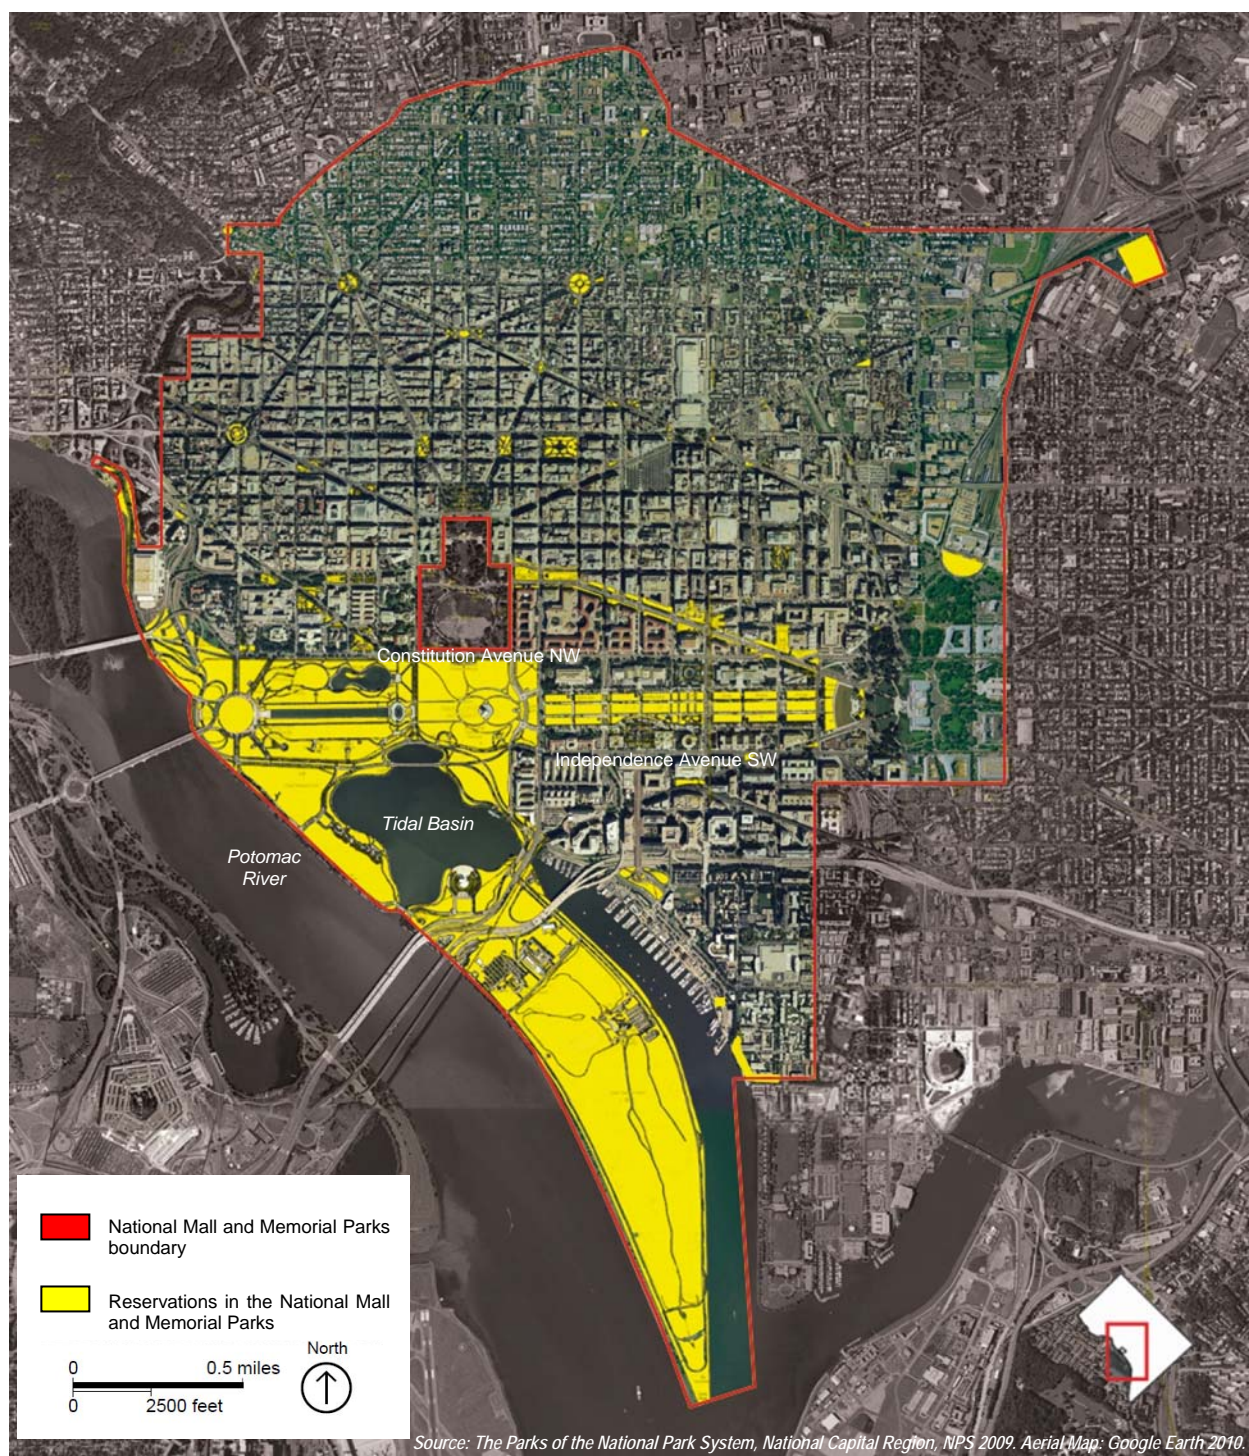 Constitution Avenue NW
Independence Avenue SW
Tidal Basin
Potomac
River
National Mall and Memorial Parks
boundary
Reservations in the National Mall
and Memorial Parks
North
0 0.5 miles
0 2500 feet
Source: The Parks of the National Park System, National Capital Region, NPS 2009. Aerial Map: Google Earth 2010